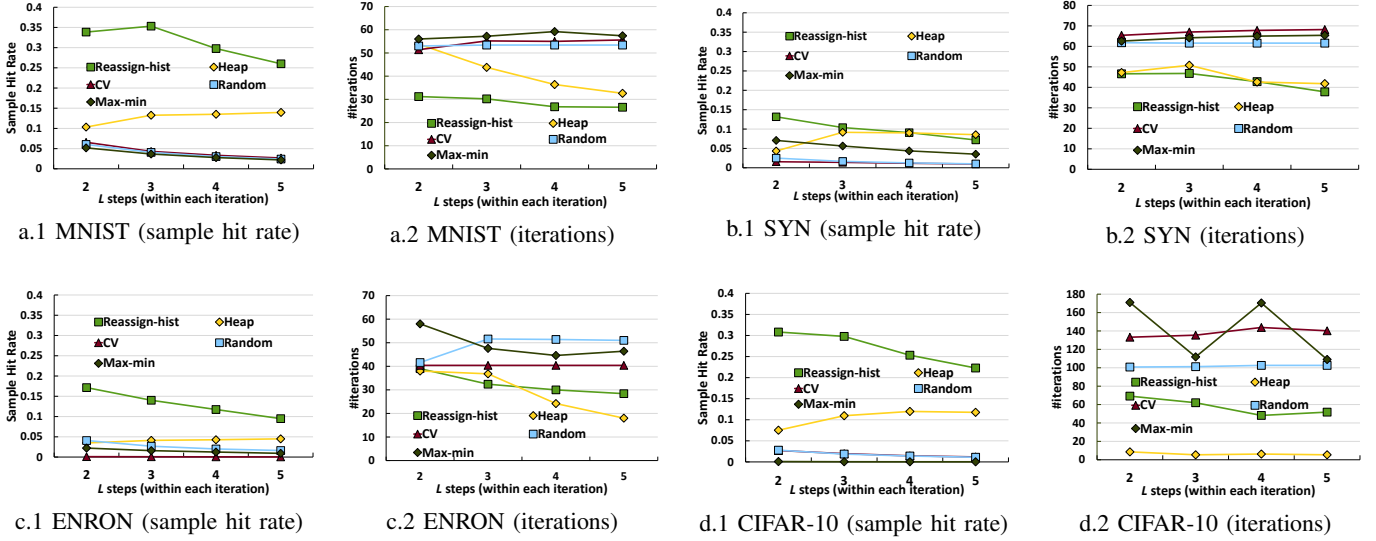 Sample Hit Rate
0.4
0.35
0.3
0.25
0.2
0.15
0.1
0.05
0
Reassign-hist
Heap
CV
Random
Max-min
2 3 4 5
L steps (within each iteration)
a.1 MNIST (sample hit rate)
#iterations
70
60
50
40
30
20
10
0
Reassign-hist
Heap
CV
Random
Max-min
2 3 4 5
L steps (within each iteration)
a.2 MNIST (iterations)
Sample Hit Rate
0.4
0.35
0.3
0.25
0.2
0.15
0.1
0.05
0
Reassign-hist
Heap
CV
Random
Max-min
2 3 4 5
L steps (within each iteration)
b.1 SYN (sample hit rate)
#iterations
80
70
60
50
40
30
20
10
0
Reassign-hist
Heap
CV
Random
Max-min
2 3 4 5
L steps (within each iteration)
b.2 SYN (iterations)
Sample Hit Rate
0.4
0.35
0.3
0.25
0.2
0.15
0.1
0.05
0
Reassign-hist
Heap
CV
Random
Max-min
2 3 4 5
L steps (within each iteration)
c.1 ENRON (sample hit rate)
#iterations
70
60
50
40
30
20
10
0
Reassign-hist
Heap
CV
Random
Max-min
2 3 4 5
L steps (within each iteration)
c.2 ENRON (iterations)
Sample Hit Rate
0.4
0.35
0.3
0.25
0.2
0.15
0.1
0.05
0
Reassign-hist
Heap
CV
Random
Max-min
2 3 4 5
L steps (within each iteration)
d.1 CIFAR-10 (sample hit rate)
#iterations
180
160
140
120
100
80
60
40
20
0
Reassign-hist
Heap
CV
Random
Max-min
2 3 4 5
L steps (within each iteration)
d.2 CIFAR-10 (iterations)